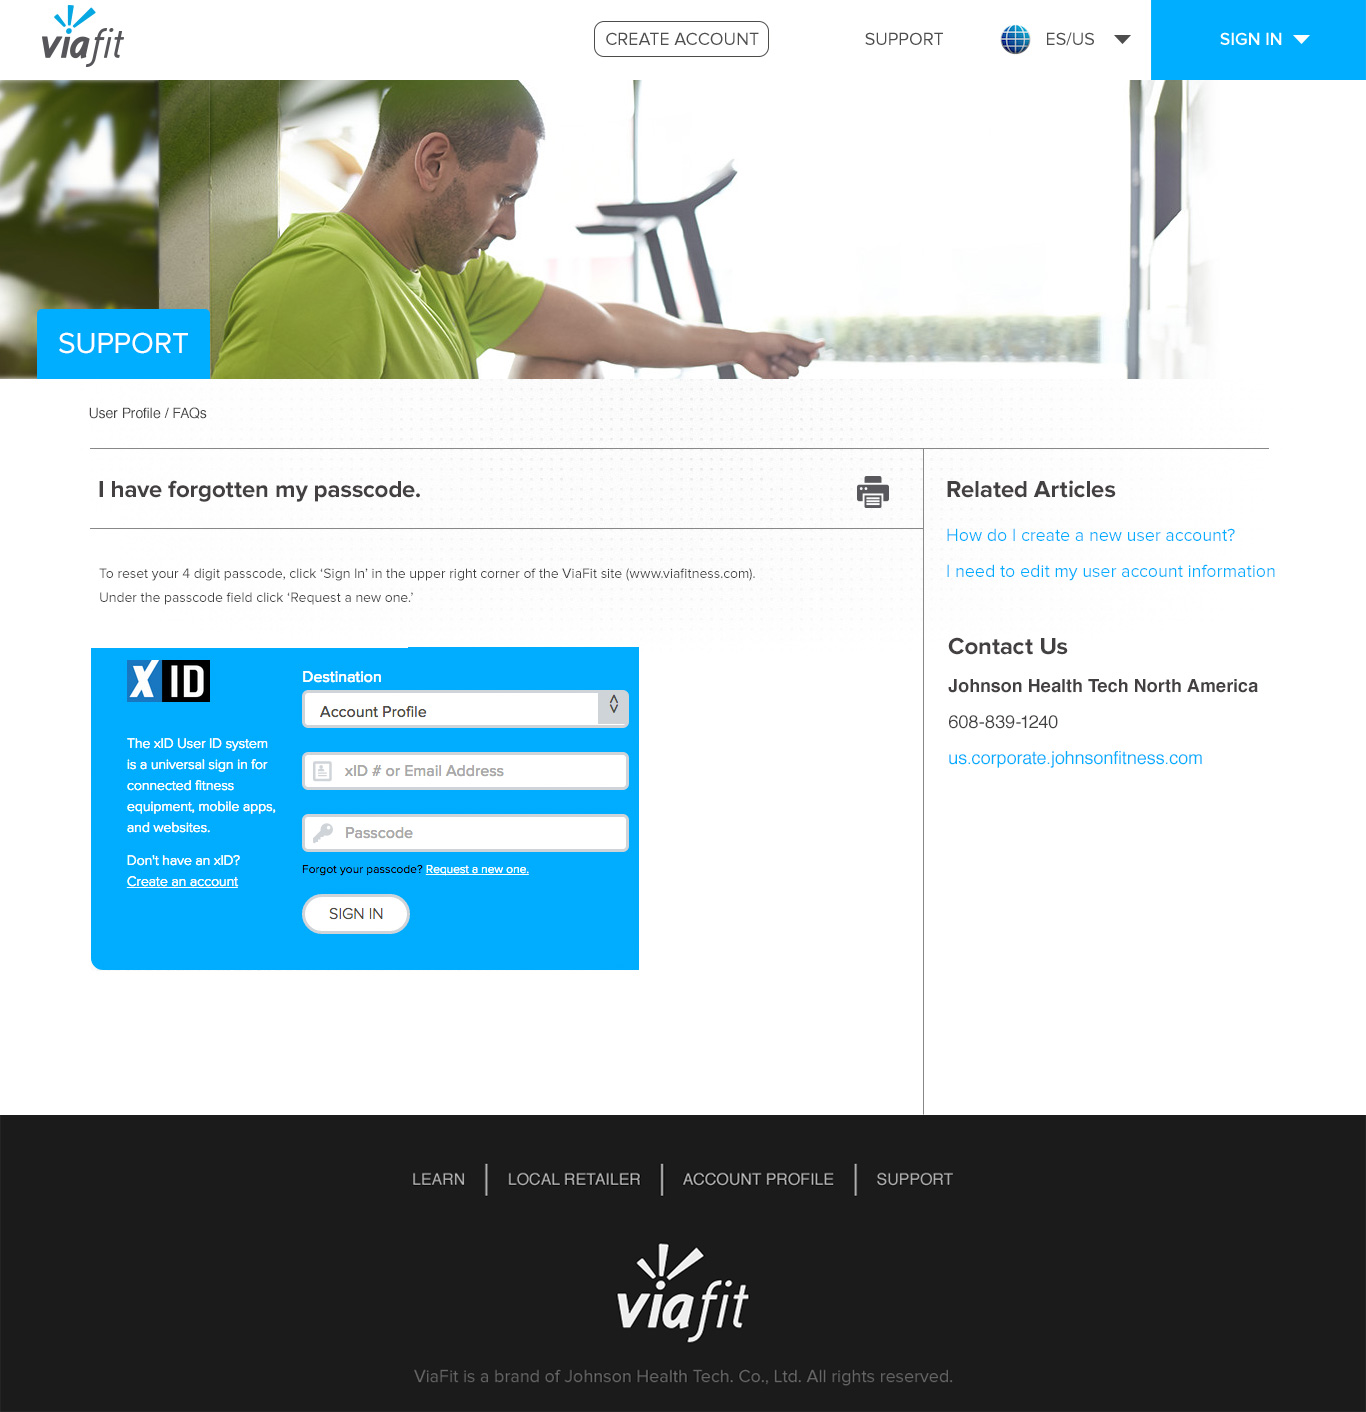 viafit
CREATE ACCOUNT
SUPPORT
ES/US
SIGN IN
SUPPORT
User Profile / FAQs
I have forgotten my passcode.
To reset your 4 digit passcode, click ‘Sign In’ in the upper right corner of the ViaFit site (www.viafitness.com).
Under the passcode field click ‘Request a new one.’
X ID
The xID User ID system
is a universal sign in for
connected fitness
equipment, mobile apps,
and websites.
Don't have an xID?
Create an account
Destination
Account Profile
xID # or Email Address
Passcode
Forgot your passcode? Request a new one.
SIGN IN
Related Articles
How do I create a new user account?
I need to edit my user account information
Contact Us
Johnson Health Tech North America
608-839-1240
us.corporate.johnsonfitness.com
LEARN
LOCAL RETAILER
ACCOUNT PROFILE
SUPPORT
viafit
ViaFit is a brand of Johnson Health Tech. Co., Ltd. All rights reserved.